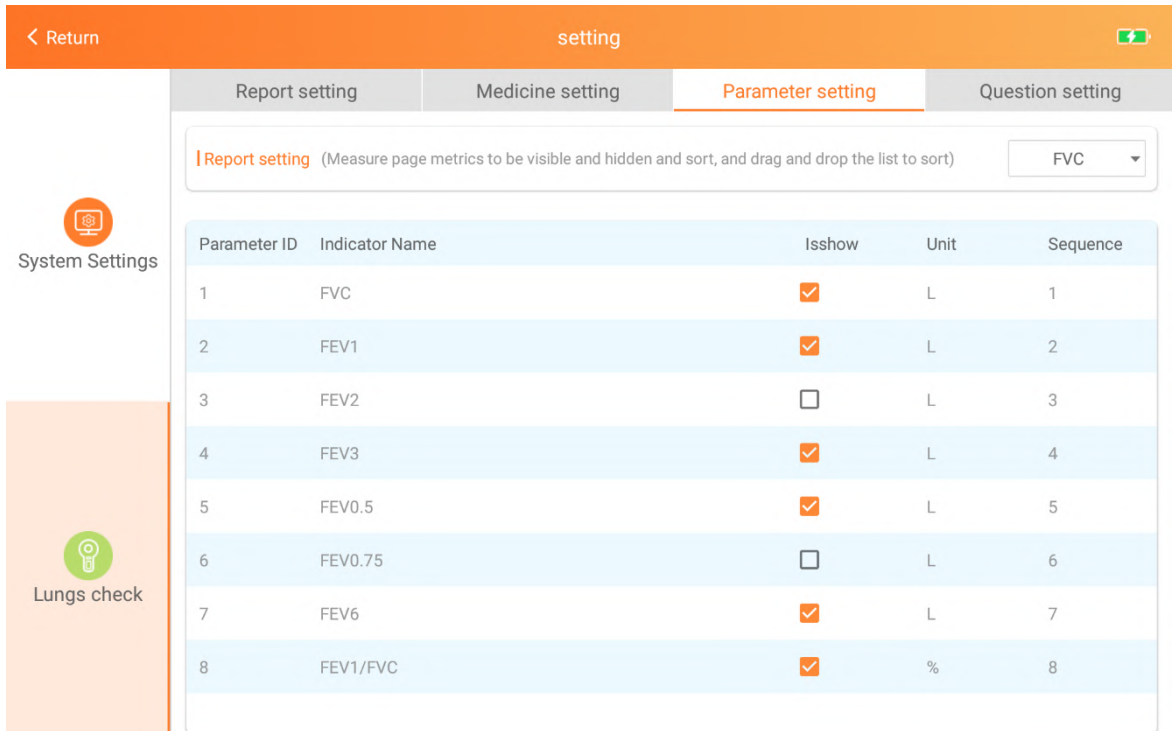 Return
setting
Report setting Medicine setting Parameter setting Question setting
Report setting (Measure page metrics to be visible and hidden and sort, and drag and drop the list to sort) FVC
System Settings
Lungs check
Parameter ID Indicator Name Isshow Unit Sequence
1 FVC L 1
2 FEV1 L 2
3 FEV2 L 3
4 FEV3 L 4
5 FEV0.5 L 5
6 FEV0.75 L 6
7 FEV6 L 7
8 FEV1/FVC % 8